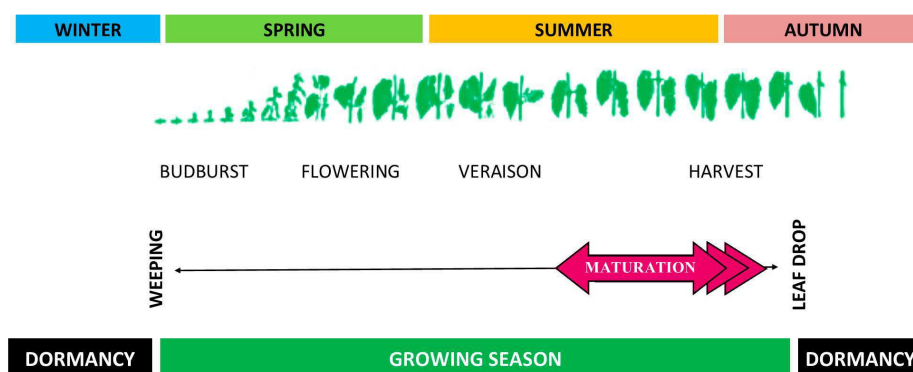 WINTER SPRING SUMMER AUTUMN
BUDBURST FLOWERING VERAISON HARVEST
WEEPING
MATURATION
LEAF DROP
DORMANCY GROWING SEASON DORMANCY